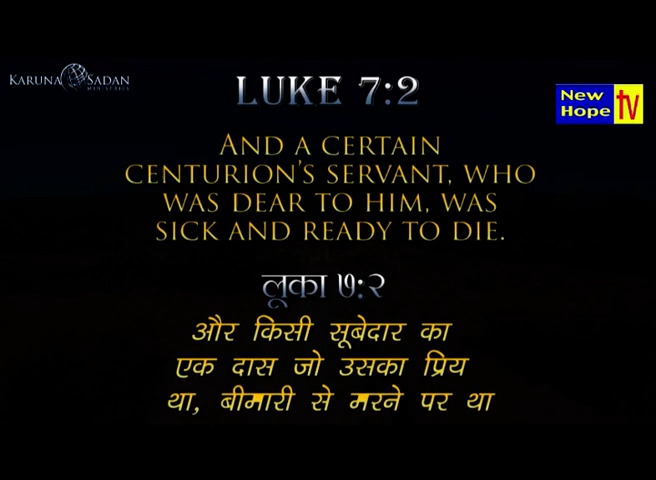 KARUNA SADAN
MINISTRIES
LUKE 7:2
New
Hope tv
AND A CERTAIN
CENTURION'S SERVANT, WHO
WAS DEAR TO HIM, WAS
SICK AND READY TO DIE.
लूका ७:२
और किसी सूबेदार का
एक दास जो उसका प्रिय
था, बीमारी से मरने पर था